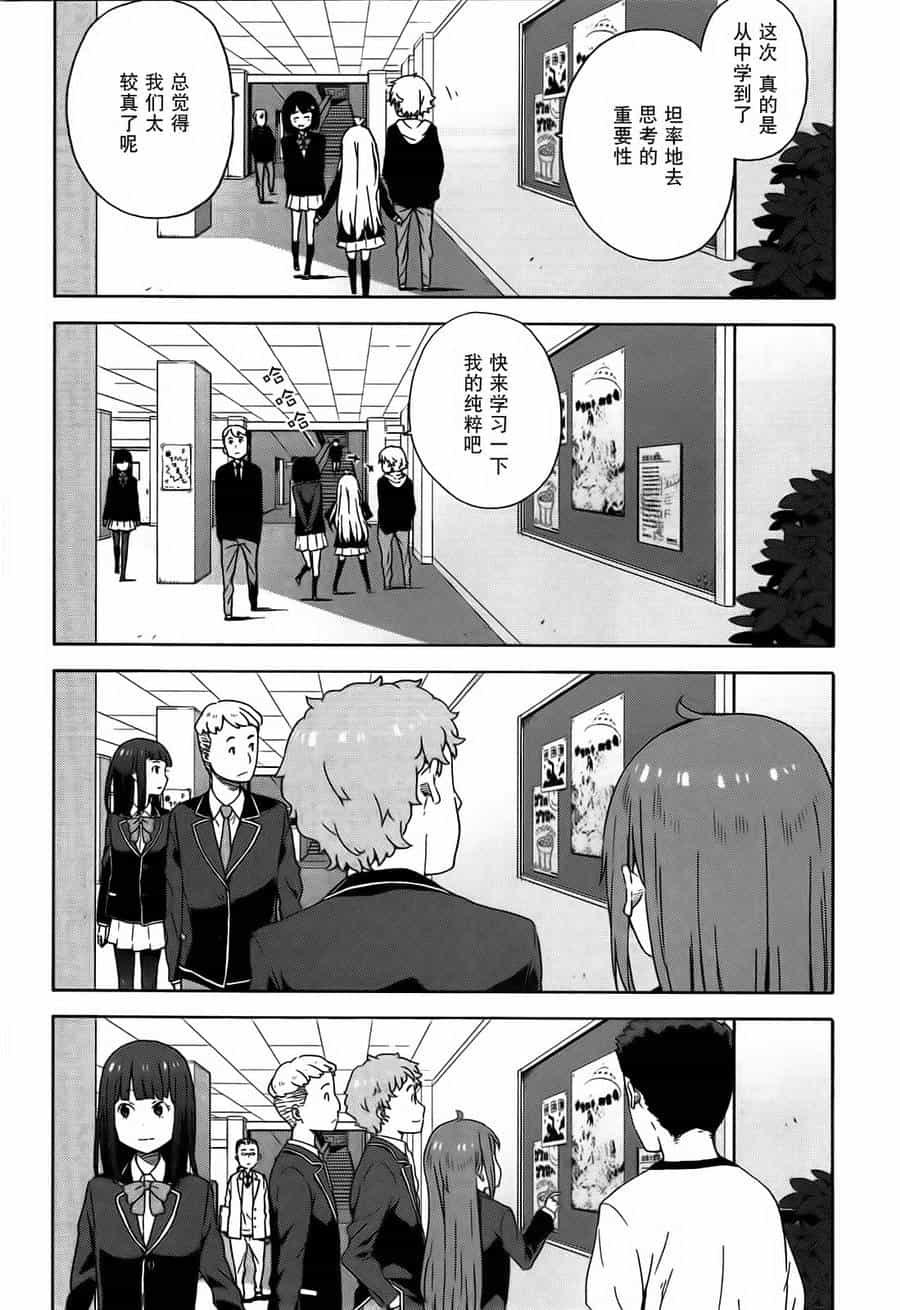 这次 真的是
从中学到了
坦率地去
思考的
重要性
总觉得
我们太
较真了呢
快来学习一下
我的纯粹吧
哈
哈
哈